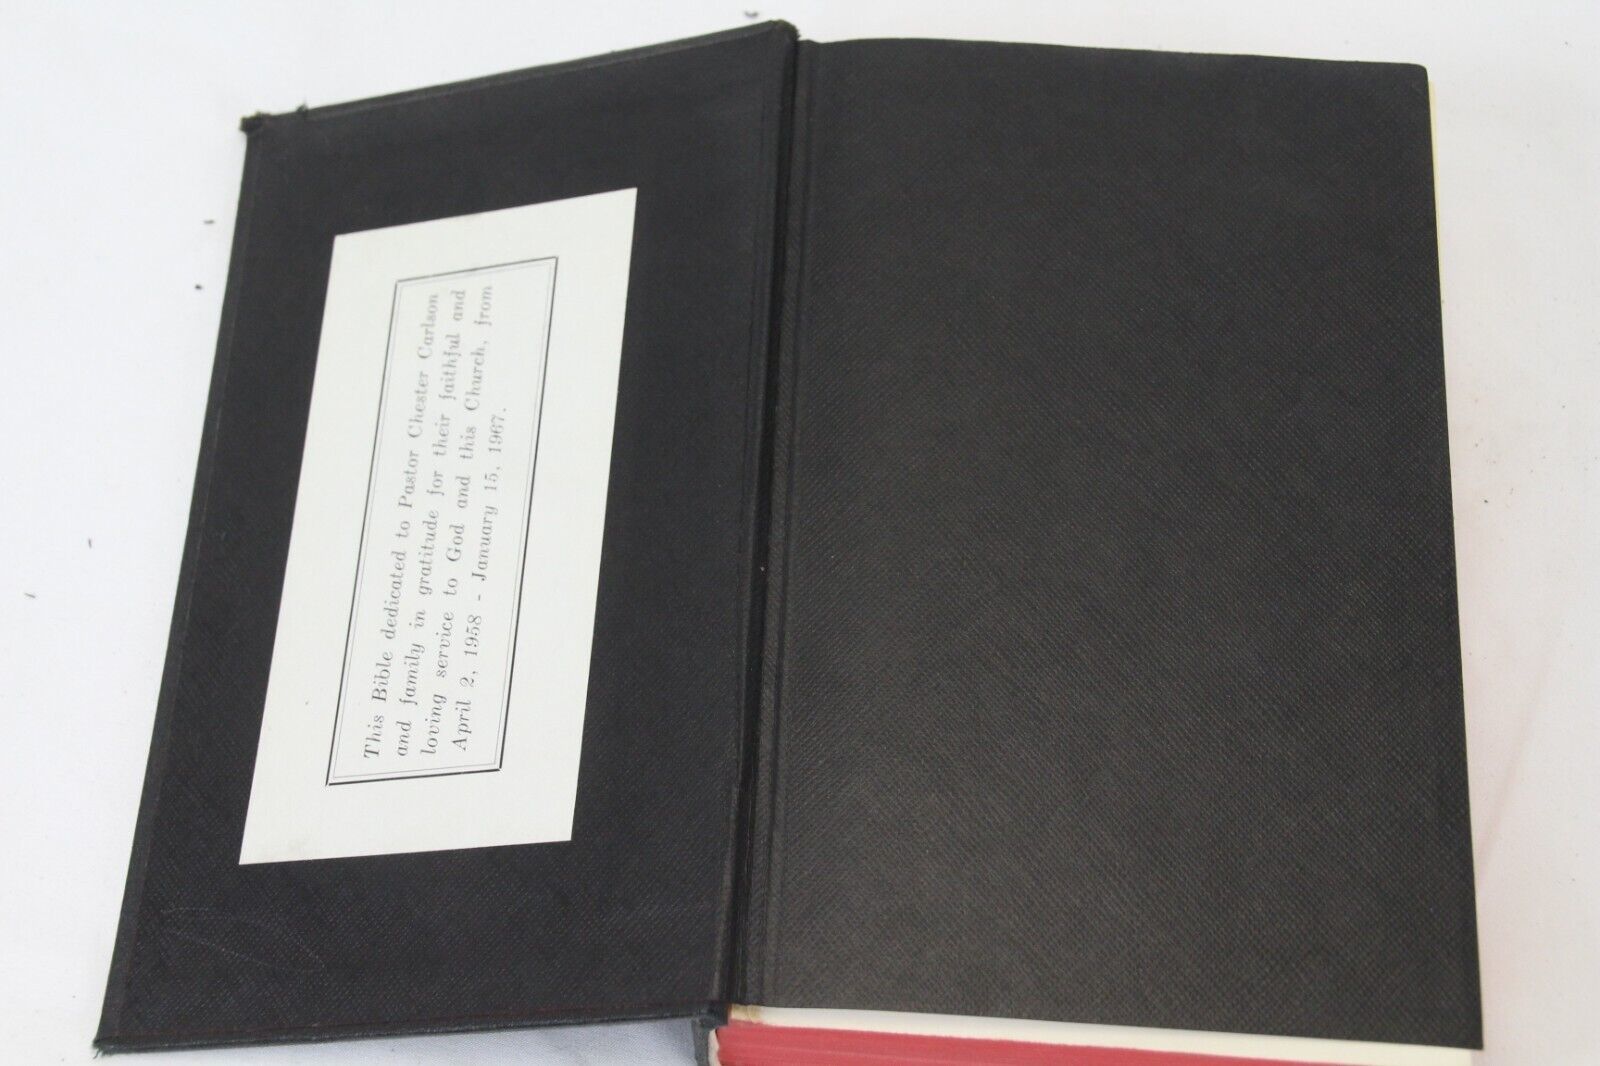 This Bible dedicated to Pastor Chester Carlson
and family in gratitude for their faithful and
loving service to God and this Church, from
April 2, 1958 - January 15, 1967.